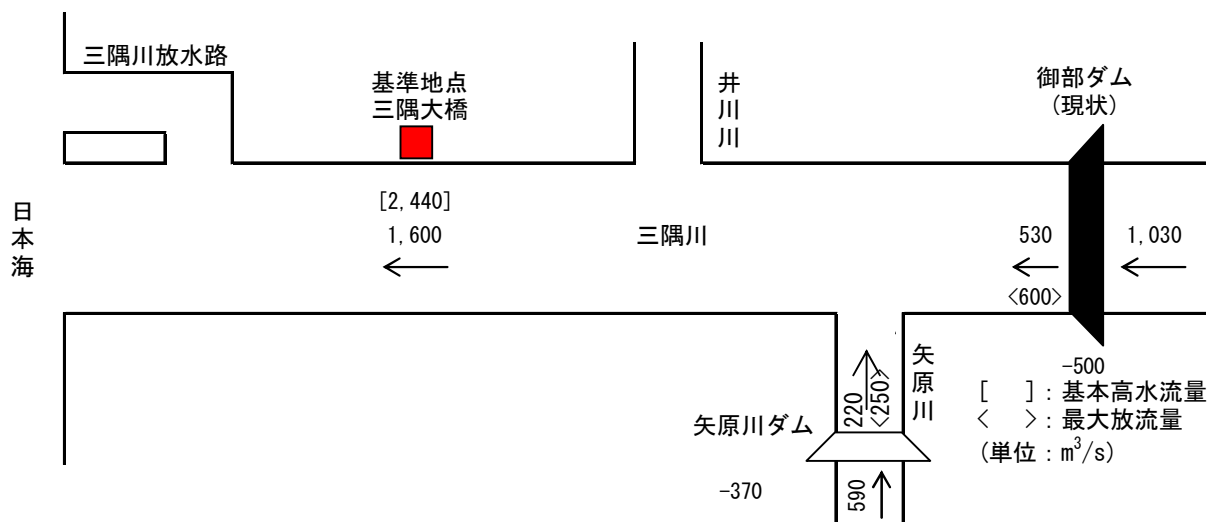 三隅川放水路
基準地点
三隅大橋
井川川
御部ダム
(現状)
[2,440]
1,600
三隅川
530
1,030
<600>
日本海
-500
矢原川
220
<250>
[ ]:基本高水流量
< >:最大放流量
(単位:m³/s)
矢原川ダム
-370
590